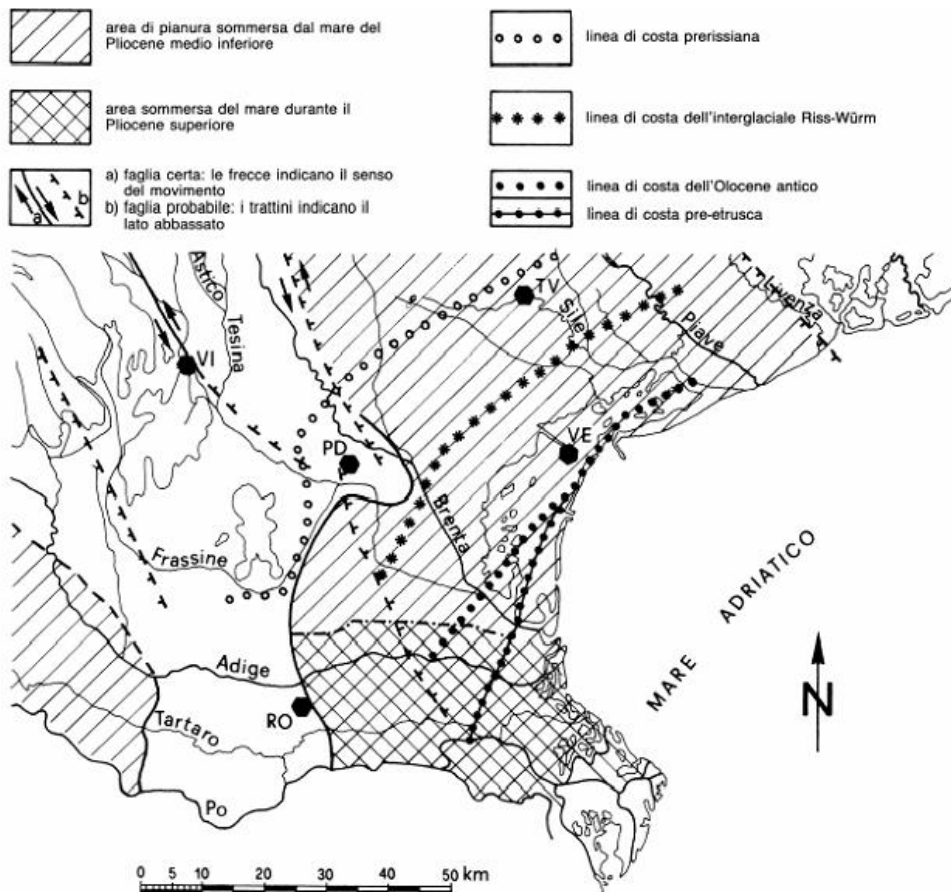 area di pianura sommersa dal mare del
Pliocene medio inferiore
area sommersa del mare durante il
Pliocene superiore
a
b
a) faglia certa: le frecce indicano il senso
del movimento
b) faglia probabile: i trattini indicano il
lato abbassato
linea di costa prerissiana
linea di costa dell'interglaciale Riss-Würm
linea di costa dell'Olocene antico
linea di costa pre-etrusca
Astico
Tesina
TV
Sile
Livenza
Piave
VI
PD
VE
Brenta
Frassine
MARE ADRIATICO
Adige
N
RO
Tartaro
Po
0 5 10 20 30 40 50 km